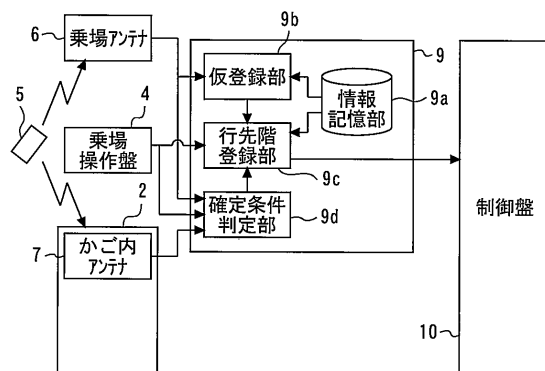 6
乗場アンテナ
5
4
乗場
操作盤
2
7
かご内
アンテナ
9b
仮登録部
9
情報
記憶部
9a
行先階
登録部
9c
確定条件
判定部
9d
制御盤
10